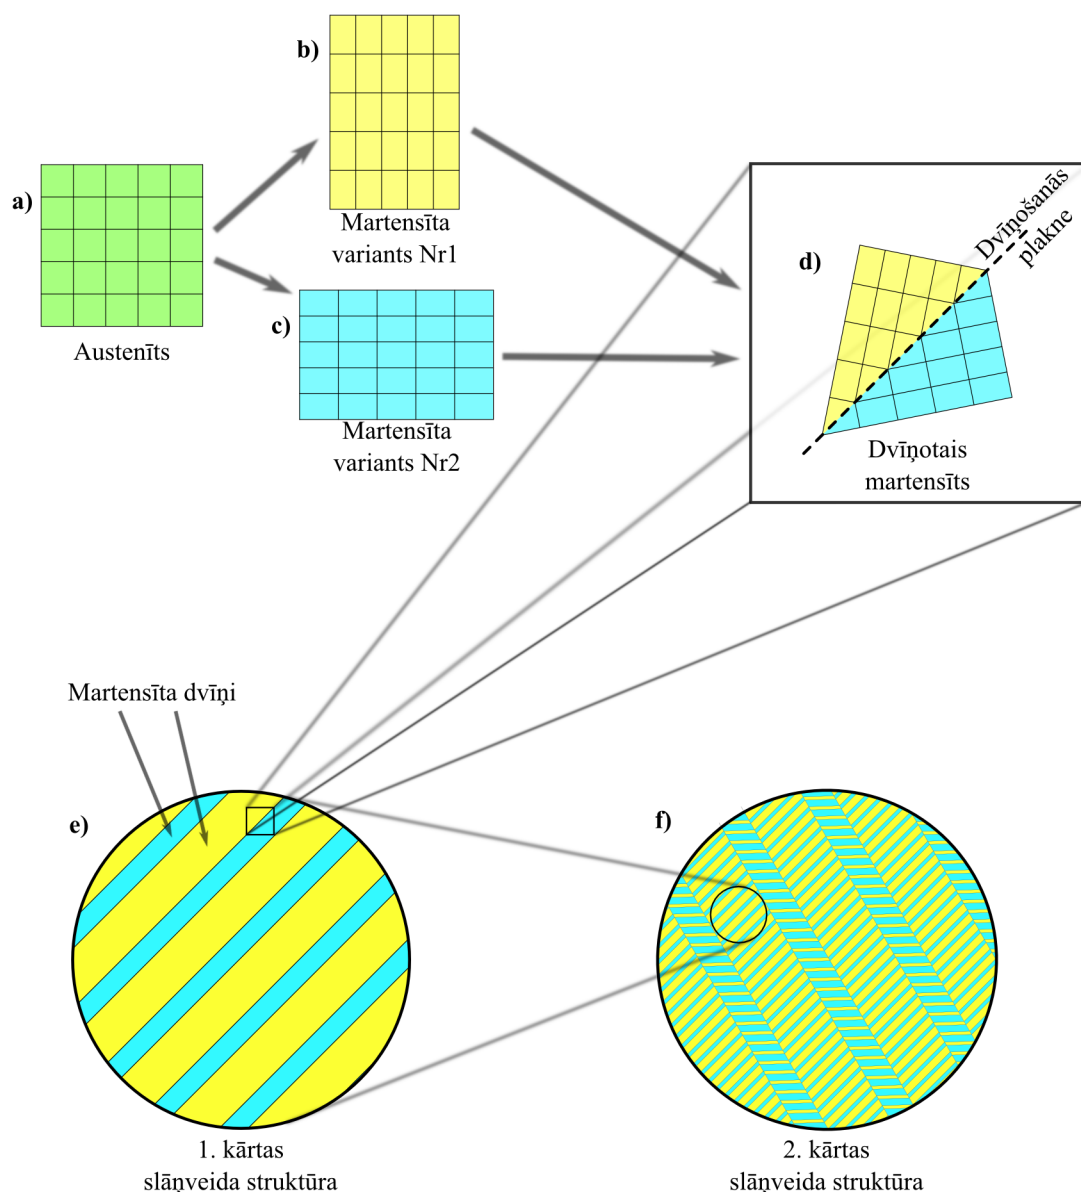 a)
Austenīts
b)
Martensīta
variants Nr1
c)
Martensīta
variants Nr2
d)
Dvīņošanās
plakne
Dvīņotais
martensīts
Martensīta dvīņi
e)
1. kārtas
slāņveida struktūra
f)
2. kārtas
slāņveida struktūra